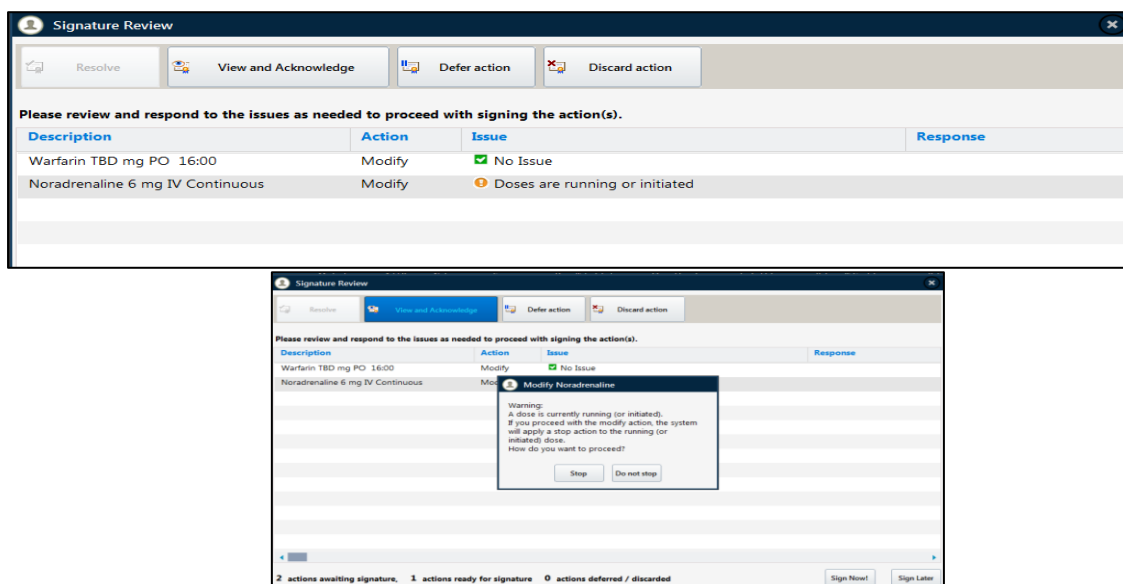 Signature Review
Resolve View and Acknowledge Defer action Discard action
Please review and respond to the issues as needed to proceed with signing the action(s).
Description Action Issue Response
Warfarin TBD mg PO 16:00 Modify No Issue
Noradrenaline 6 mg IV Continuous Modify Doses are running or initiated
Signature Review
Resolve View and Acknowledge Defer action Discard action
Please review and respond to the issues as needed to proceed with signing the action(s).
Description Action Issue Response
Warfarin TBD mg PO 16:00 Modify No Issue
Noradrenaline 6 mg IV Continuous
Modify Noradrenaline
Warning:
A dose is currently running (or initiated).
If you proceed with the modify action, the system
will apply a stop action to the running (or
initiated) dose.
How do you want to proceed?
Stop Do not stop
2 actions awaiting signature, 1 actions ready for signature 0 actions deferred / discarded Sign Now! Sign Later